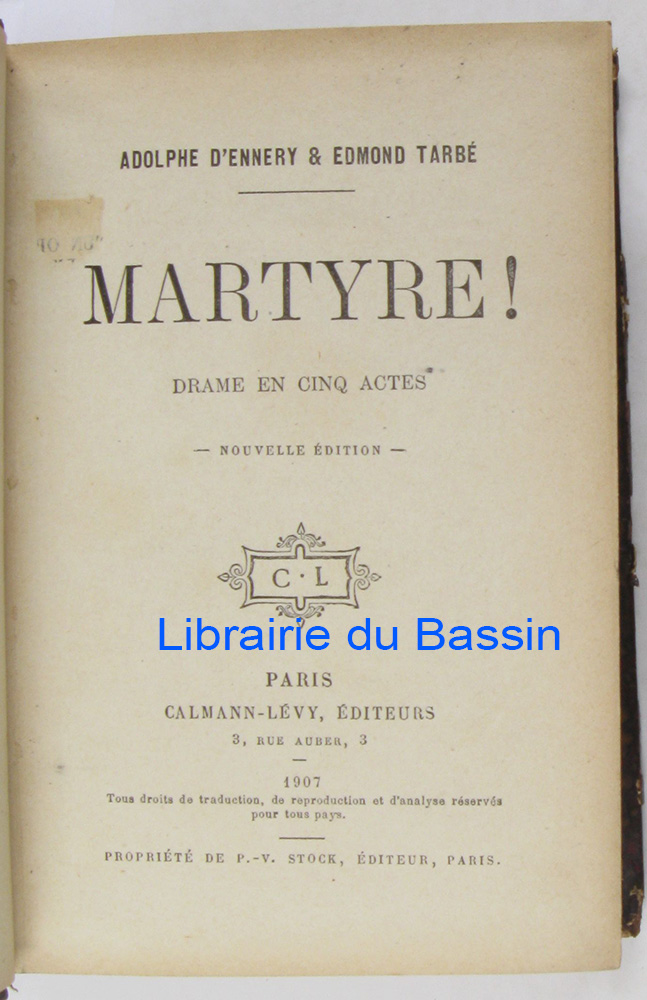 ADOLPHE D'ENNERY & EDMOND TARBÉ
MARTYRE!
DRAME EN CINQ ACTES
— NOUVELLE ÉDITION —
C·L
Librairie du Bassin
PARIS
CALMANN-LÉVY, ÉDITEURS
3, RUE AUBER, 3
1907
Tous droits de traduction, de reproduction et d'analyse réservés
pour tous pays.
PROPRIÉTÉ DE P.-V. STOCK, ÉDITEUR, PARIS.